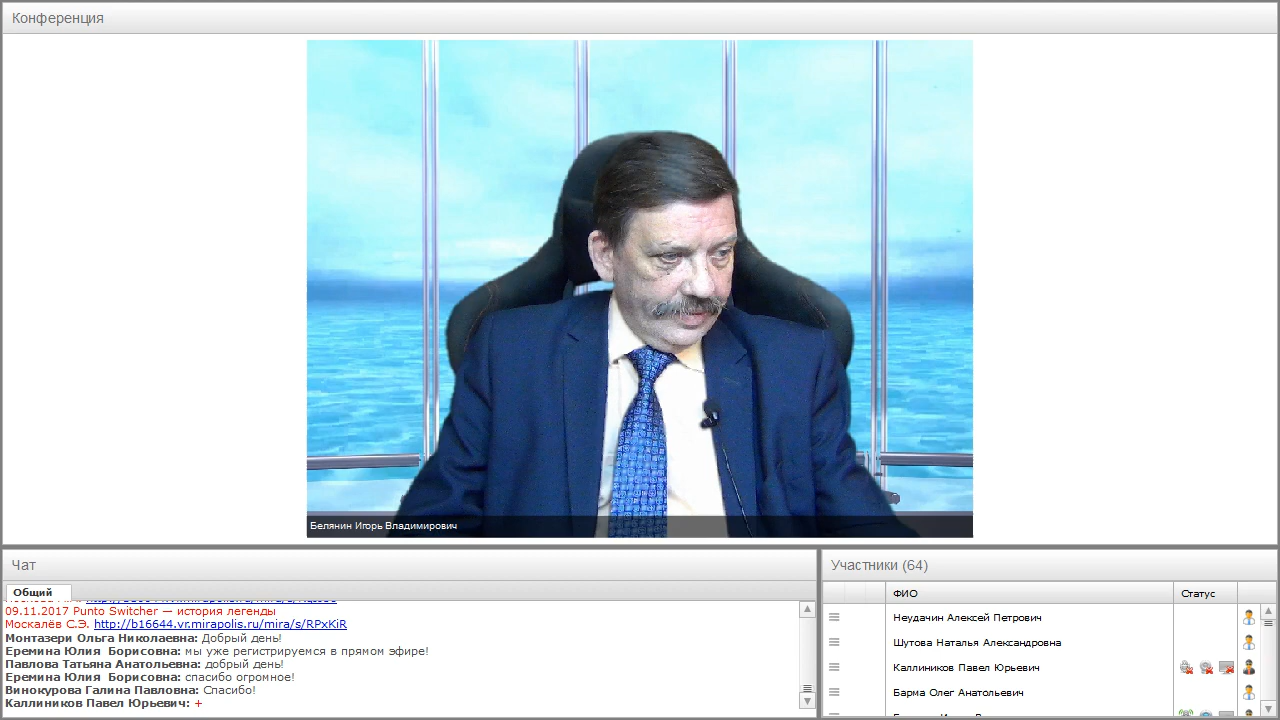 Конференция
Белянин Игорь Владимирович
Чат
Общий
09.11.2017 Punto Switcher — история легенды
Москалёв С.Э. http://b16644.vr.mirapolis.ru/mira/s/RPxKiR
Монтазери Ольга Николаевна: Добрый день!
Еремина Юлия Борисовна: мы уже регистрируемся в прямом эфире!
Павлова Татьяна Анатольевна: добрый день!
Еремина Юлия Борисовна: спасибо огромное!
Винокурова Галина Павловна: Спасибо!
Каллиников Павел Юрьевич: +
Участники (64)
ФИО
Статус
Неудачин Алексей Петрович
Шутова Наталья Александровна
Каллиников Павел Юрьевич
Барма Олег Анатольевич